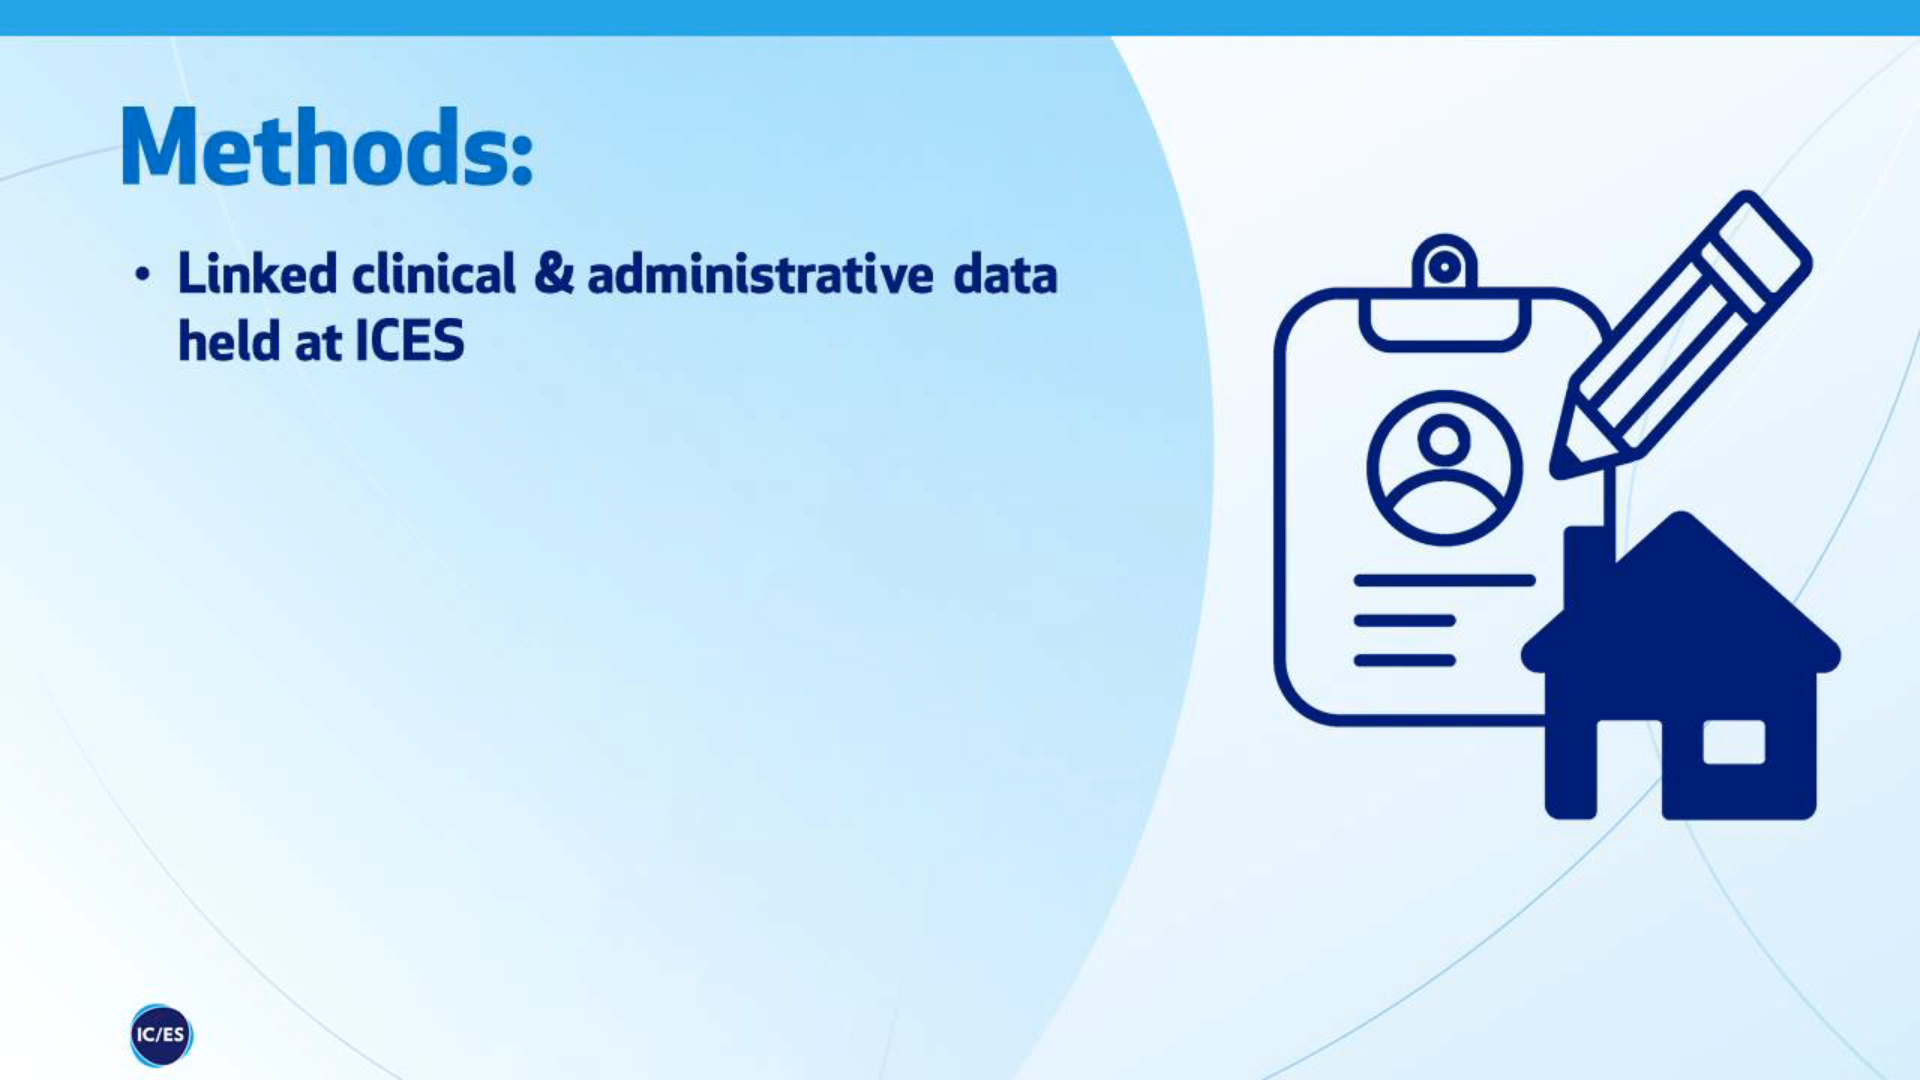 Methods:
• Linked clinical & administrative data
held at ICES
IC/ES